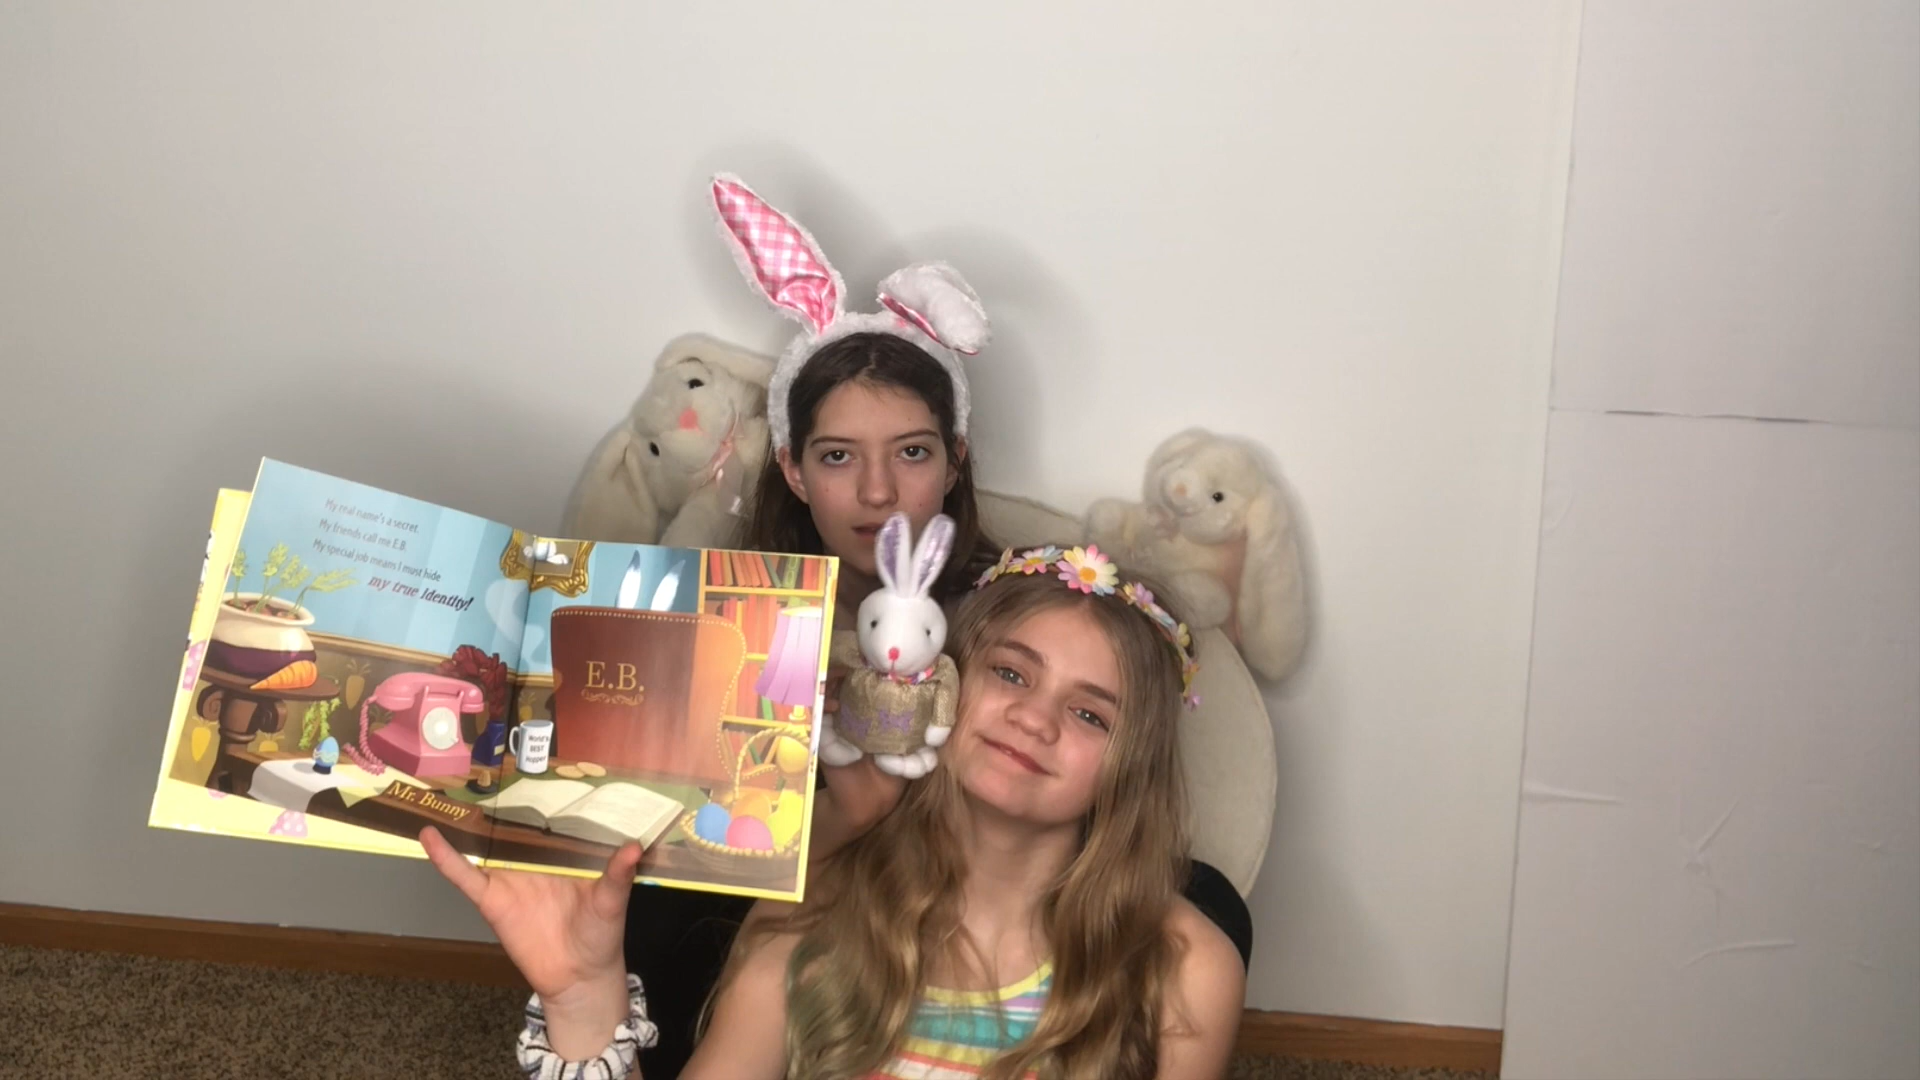 My real name's a secret.
My friends call me E.B.
My special job means I must hide
my true identity!
E.B.
World's
BEST
Hopper
Mr. Bunny